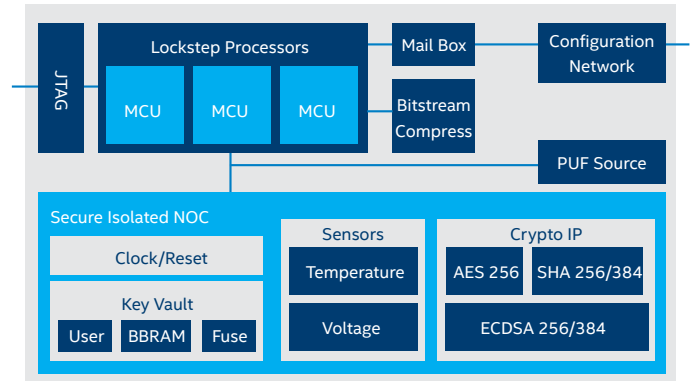 JTAG
Lockstep Processors
MCU
MCU
MCU
Mail Box
Configuration
Network
Bitstream
Compress
PUF Source
Secure Isolated NOC
Clock/Reset
Key Vault
User
BBRAM
Fuse
Sensors
Temperature
Voltage
Crypto IP
AES 256
SHA 256/384
ECDSA 256/384